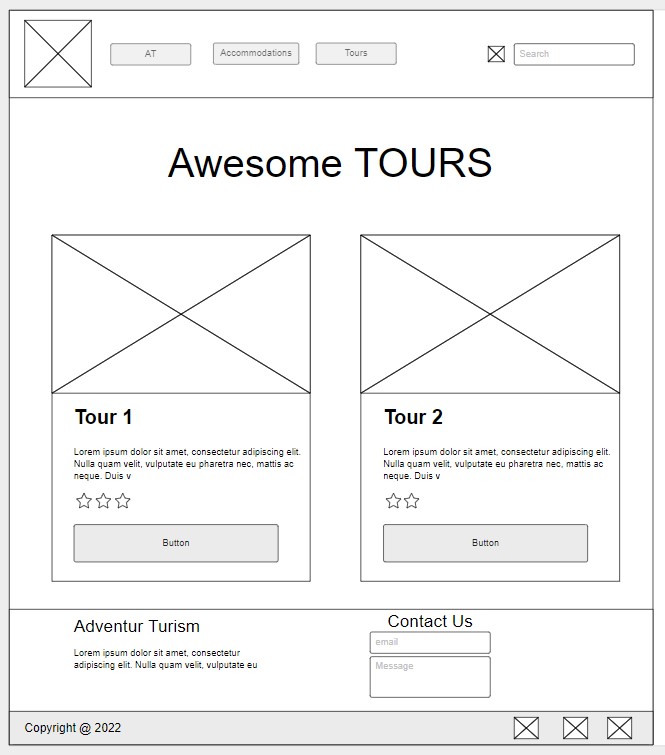 AT
Accommodations
Tours
Search
Awesome TOURS
Tour 1
Lorem ipsum dolor sit amet, consectetur adipiscing elit.
Nulla quam velit, vulputate eu pharetra nec, mattis ac
neque. Duis v
Button
Tour 2
Lorem ipsum dolor sit amet, consectetur adipiscing elit.
Nulla quam velit, vulputate eu pharetra nec, mattis ac
neque. Duis v
Button
Adventur Turism
Lorem ipsum dolor sit amet, consectetur
adipiscing elit. Nulla quam velit, vulputate eu
Contact Us
email
Message
Copyright @ 2022